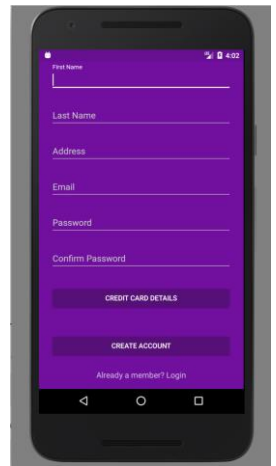 4:02
First Name
Last Name
Address
Email
Password
Confirm Password
CREDIT CARD DETAILS
CREATE ACCOUNT
Already a member? Login